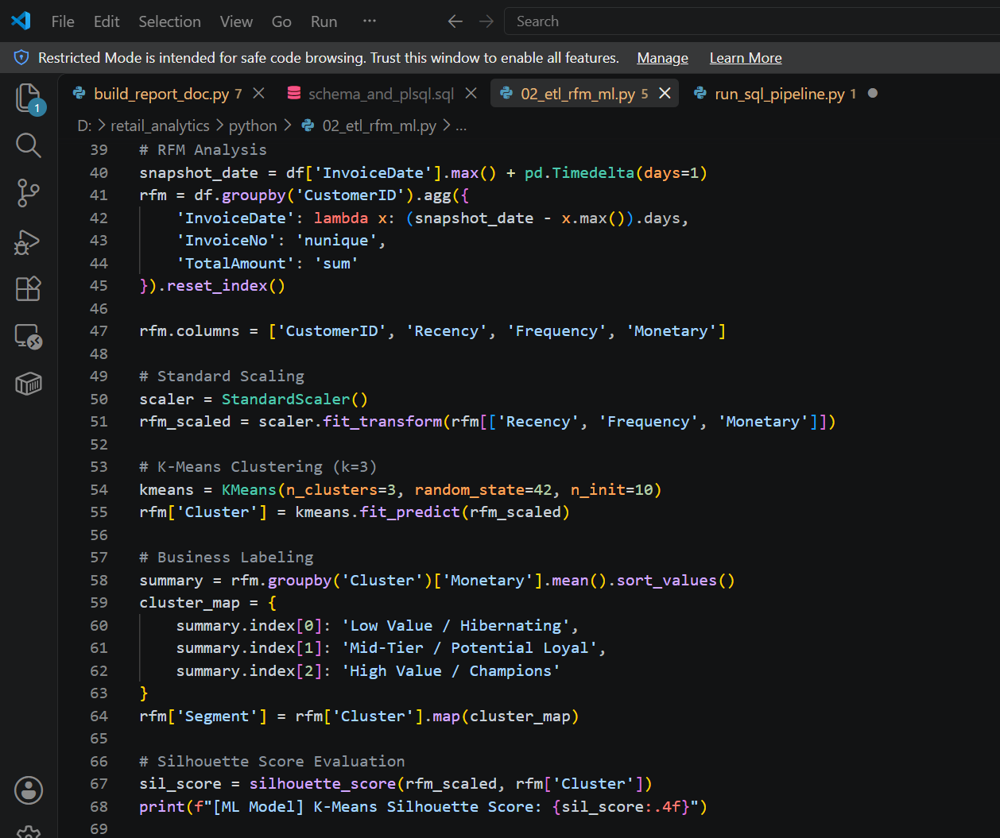 File Edit Selection View Go Run ··· ← → Search
Restricted Mode is intended for safe code browsing. Trust this window to enable all features. Manage Learn More
1
build_report_doc.py 7 schema_and_plsql.sql 02_etl_rfm_ml.py 5 run_sql_pipeline.py 1
D: > retail_analytics > python > 02_etl_rfm_ml.py > ...
39 # RFM Analysis
40 snapshot_date = df['InvoiceDate'].max() + pd.Timedelta(days=1)
41 rfm = df.groupby('CustomerID').agg({
42     'InvoiceDate': lambda x: (snapshot_date - x.max()).days,
43     'InvoiceNo': 'nunique',
44     'TotalAmount': 'sum'
45 }).reset_index()
46
47 rfm.columns = ['CustomerID', 'Recency', 'Frequency', 'Monetary']
48
49 # Standard Scaling
50 scaler = StandardScaler()
51 rfm_scaled = scaler.fit_transform(rfm[['Recency', 'Frequency', 'Monetary']])
52
53 # K-Means Clustering (k=3)
54 kmeans = KMeans(n_clusters=3, random_state=42, n_init=10)
55 rfm['Cluster'] = kmeans.fit_predict(rfm_scaled)
56
57 # Business Labeling
58 summary = rfm.groupby('Cluster')['Monetary'].mean().sort_values()
59 cluster_map = {
60     summary.index[0]: 'Low Value / Hibernating',
61     summary.index[1]: 'Mid-Tier / Potential Loyal',
62     summary.index[2]: 'High Value / Champions'
63 }
64 rfm['Segment'] = rfm['Cluster'].map(cluster_map)
65
66 # Silhouette Score Evaluation
67 sil_score = silhouette_score(rfm_scaled, rfm['Cluster'])
68 print(f"[ML Model] K-Means Silhouette Score: {sil_score:.4f}")
69